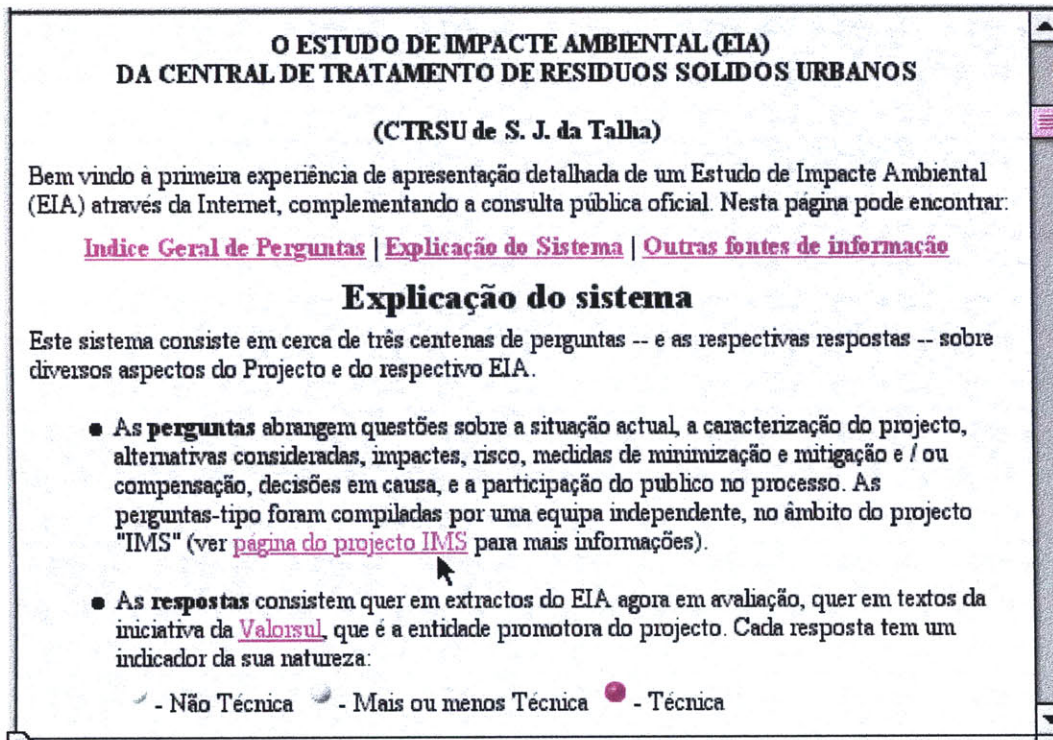 O ESTUDO DE IMPACTE AMBIENTAL (EIA)
DA CENTRAL DE TRATAMENTO DE RESIDUOS SOLIDOS URBANOS
(CTRSU de S. J. da Talha)
Bem vindo à primeira experiência de apresentação detalhada de um Estudo de Impacte Ambiental
(EIA) através da Internet, complementando a consulta pública oficial. Nesta página pode encontrar:
Indice Geral de Perguntas | Explicação do Sistema | Outras fontes de informação
Explicação do sistema
Este sistema consiste em cerca de três centenas de perguntas -- e as respectivas respostas -- sobre
diversos aspectos do Projecto e do respectivo EIA.
● As perguntas abrangem questões sobre a situação actual, a caracterização do projecto,
alternativas consideradas, impactes, risco, medidas de minimização e mitigação e / ou
compensação, decisões em causa, e a participação do publico no processo. As
perguntas-tipo foram compiladas por uma equipa independente, no âmbito do projecto
"IMS" (ver página do projecto IMS para mais informações).
● As respostas consistem quer em extractos do EIA agora em avaliação, quer em textos da
iniciativa da Valorsul, que é a entidade promotora do projecto. Cada resposta tem um
indicador da sua natureza:
- Não Técnica - Mais ou menos Técnica - Técnica